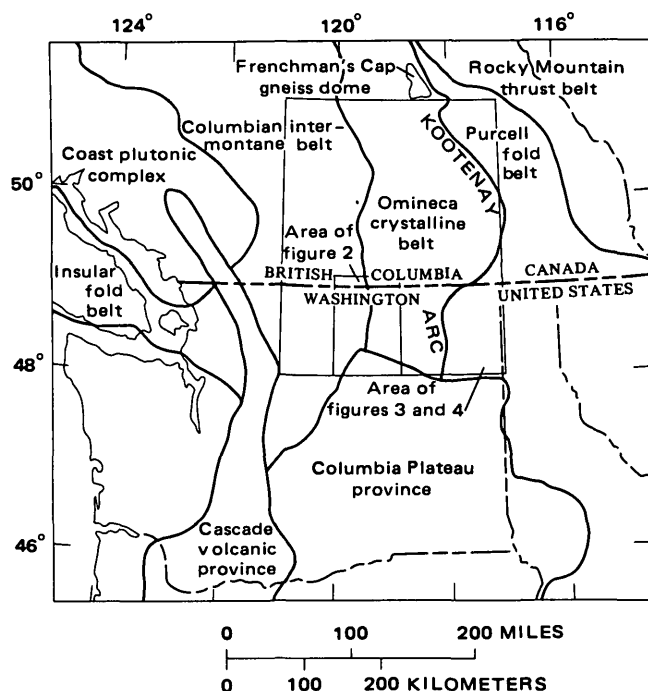 124°
120°
116°
Frenchman's Cap
gneiss dome
Rocky Mountain
thrust belt
Columbian inter-
montane belt
KOOTENAY
Purcell
fold
belt
Coast plutonic
complex
50°
Omineca
crystalline
belt
Area of
figure 2
Insular
fold
belt
BRITISH
COLUMBIA
CANADA
WASHINGTON
UNITED STATES
ARC
48°
Area of
figures 3 and 4
Columbia Plateau
province
46°
Cascade
volcanic
province
0 100 200 MILES
0 100 200 KILOMETERS